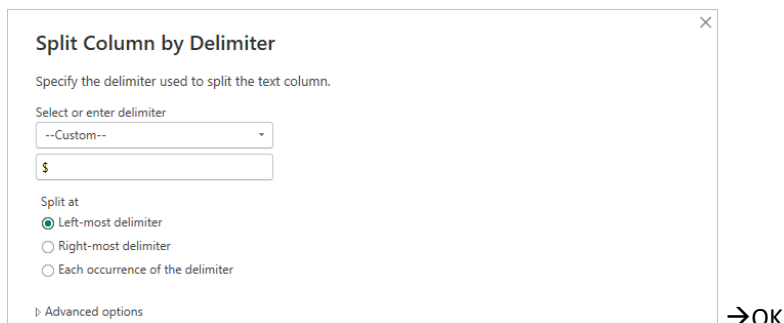 Split Column by Delimiter
Specify the delimiter used to split the text column.
Select or enter delimiter
--Custom--
$
Split at
Left-most delimiter
Right-most delimiter
Each occurrence of the delimiter
Advanced options
→OK